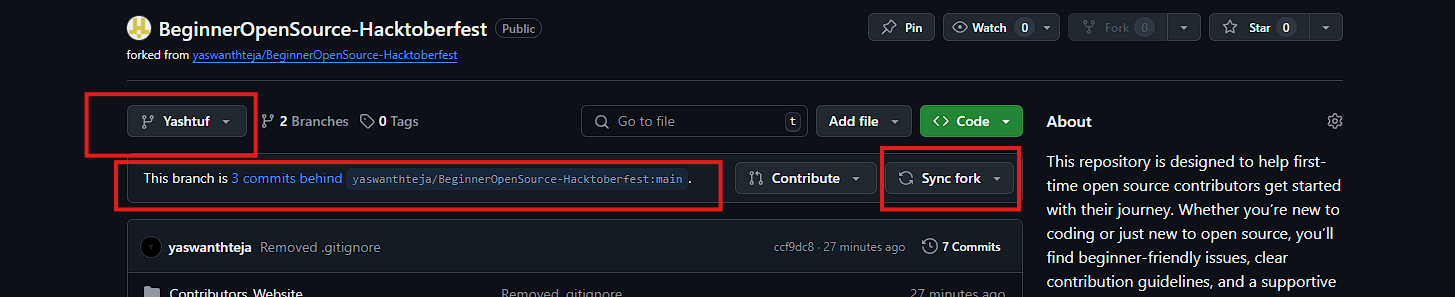 BeginnerOpenSource-Hacktoberfest Public
Pin Watch 0 Fork 0 Star 0
forked from yaswanthteja/BeginnerOpenSource-Hacktoberfest
Yashtuf 2 Branches 0 Tags Go to file t Add file <> Code
This branch is 3 commits behind yaswanthteja/BeginnerOpenSource-Hacktoberfest:main . Contribute Sync fork
yaswanthteja Removed .gitignore ccf9dc8 · 27 minutes ago 7 Commits
Contributors_Website Removed .gitignore 27 minutes ago
About
This repository is designed to help first-
time open source contributors get started
with their journey. Whether you're new to
coding or just new to open source, you'll
find beginner-friendly issues, clear
contribution guidelines, and a supportive